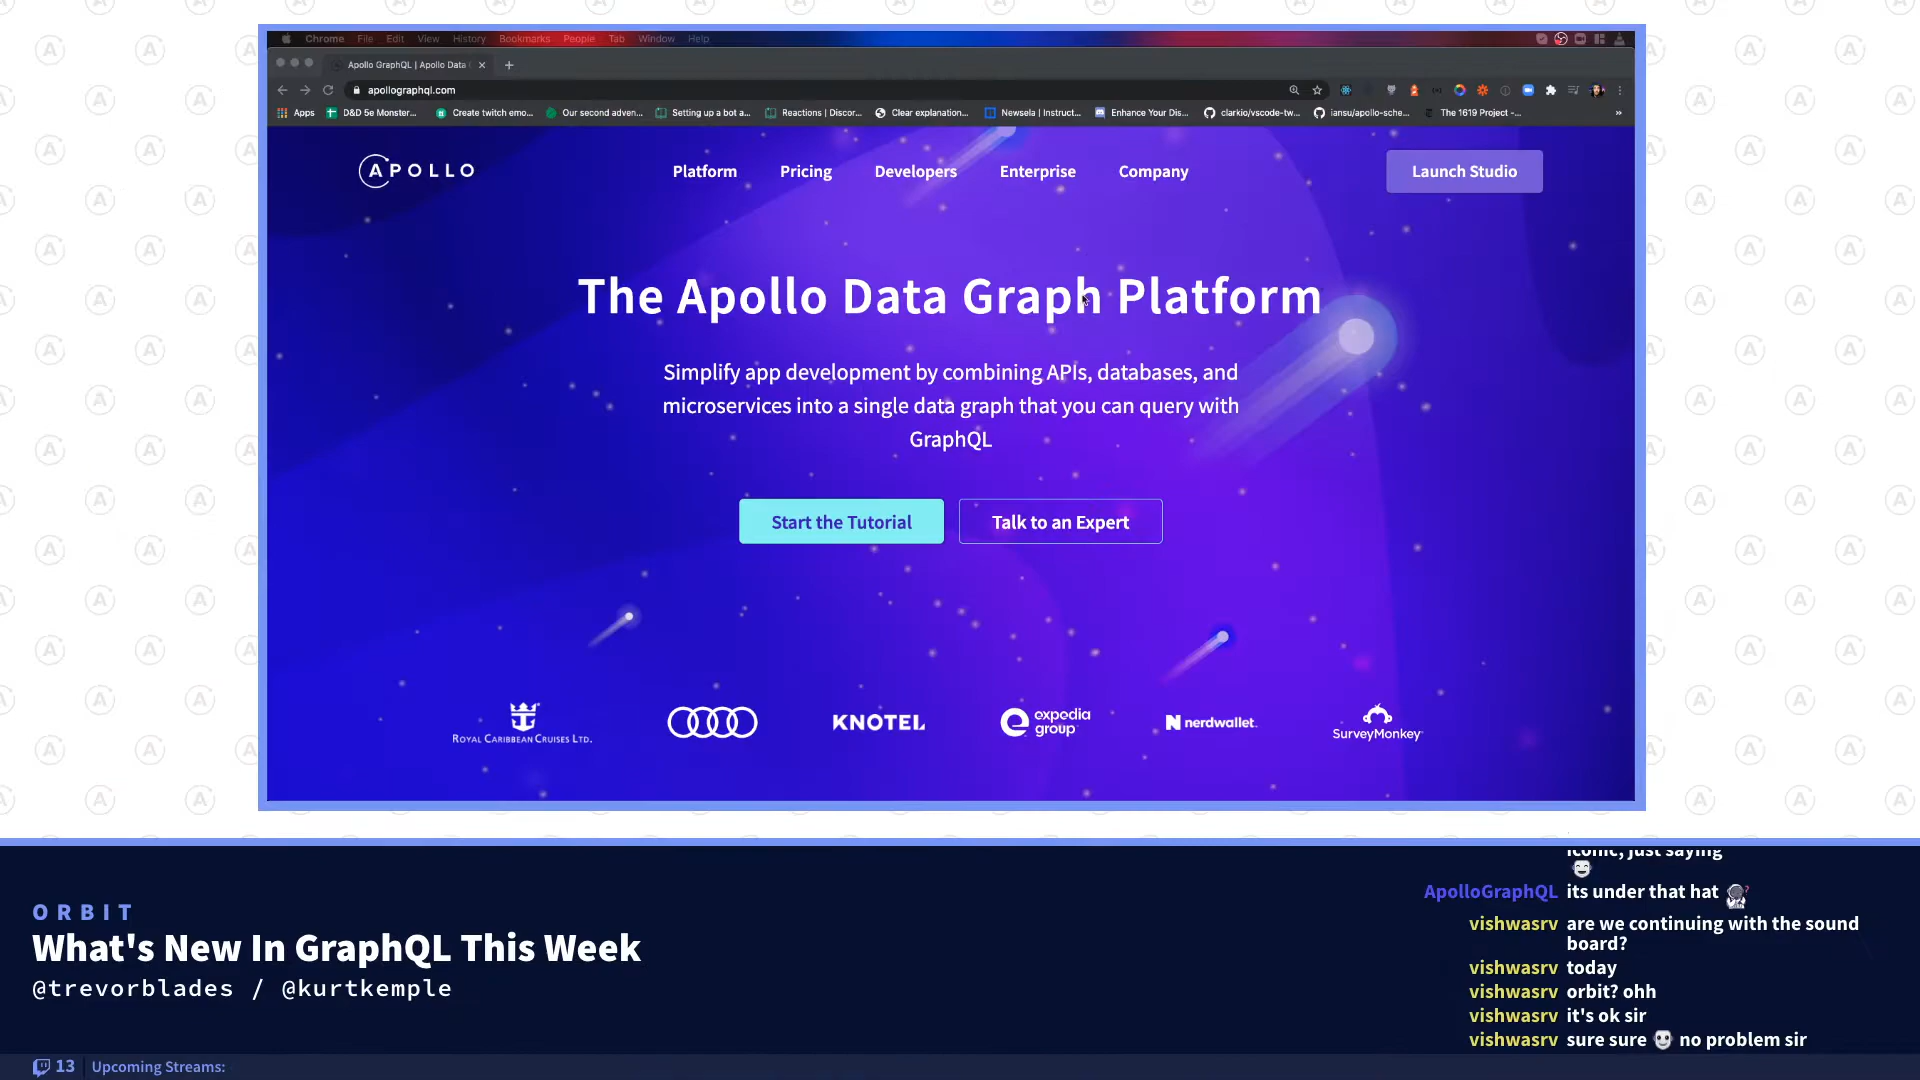 Chrome File Edit View History Bookmarks People Tab Window Help
Apollo GraphQL | Apollo Data
apollographql.com
Apps D&D 5e Monster... Create twitch emo... Our second adven... Setting up a bot a... Reactions | Discor... Clear explanation... Newsela | Instruct... Enhance Your Dis... clarkio/vscode-tw... iansu/apollo-sche... The 1619 Project -... »
APOLLO
Platform Pricing Developers Enterprise Company
Launch Studio
The Apollo Data Graph Platform
Simplify app development by combining APIs, databases, and
microservices into a single data graph that you can query with
GraphQL
Start the Tutorial
Talk to an Expert
ROYAL CARIBBEAN CRUISES LTD.
KNOTEL
expedia
group
nerdwallet
SurveyMonkey
ORBIT
What's New In GraphQL This Week
@trevorblades / @kurtkemple
iconic, just saying
ApolloGraphQL its under that hat
vishwasrv are we continuing with the sound
board?
vishwasrv today
vishwasrv orbit? ohh
vishwasrv it's ok sir
vishwasrv sure sure no problem sir
13 Upcoming Streams: